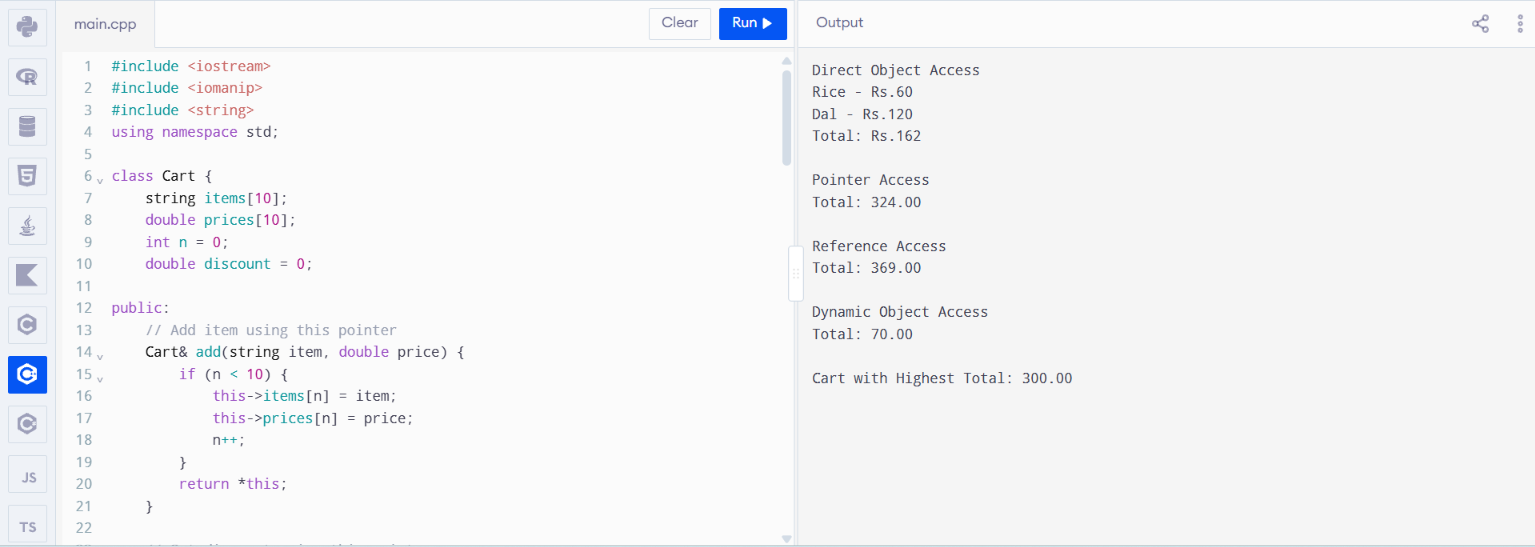 main.cpp
Clear
Run
Output
1 #include <iostream>
2 #include <iomanip>
3 #include <string>
4 using namespace std;
5
6 class Cart {
7 string items[10];
8 double prices[10];
9 int n = 0;
10 double discount = 0;
11
12 public:
13 // Add item using this pointer
14 Cart& add(string item, double price) {
15 if (n < 10) {
16 this->items[n] = item;
17 this->prices[n] = price;
18 n++;
19 }
20 return *this;
21 }
22
Direct Object Access
Rice - Rs.60
Dal - Rs.120
Total: Rs.162
Pointer Access
Total: 324.00
Reference Access
Total: 369.00
Dynamic Object Access
Total: 70.00
Cart with Highest Total: 300.00
R
5
C
C
C
JS
TS